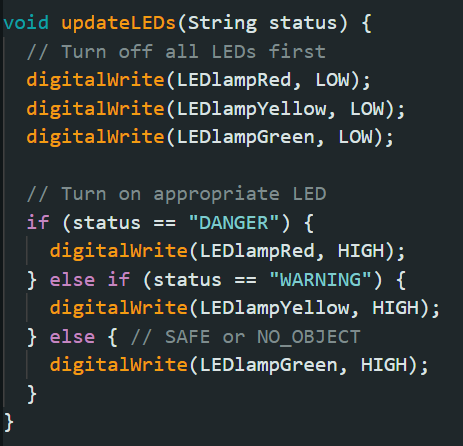 void updateLEDs(String status) {
  // Turn off all LEDs first
  digitalWrite(LEDlampRed, LOW);
  digitalWrite(LEDlampYellow, LOW);
  digitalWrite(LEDlampGreen, LOW);

  // Turn on appropriate LED
  if (status == "DANGER") {
    digitalWrite(LEDlampRed, HIGH);
  } else if (status == "WARNING") {
    digitalWrite(LEDlampYellow, HIGH);
  } else { // SAFE or NO_OBJECT
    digitalWrite(LEDlampGreen, HIGH);
  }
}